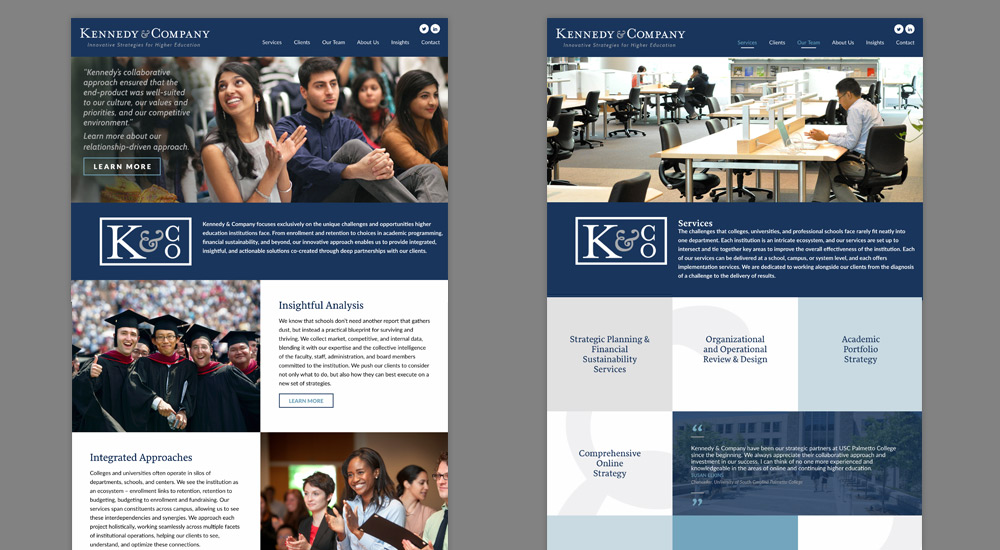 KENNEDY & COMPANY
Innovative Strategies for Higher Education
Services Clients Our Team About Us Insights Contact
"Kennedy's collaborative
approach ensured that the
end-product was well-suited
to our culture, our values and
priorities, and our competitive
environment."
Learn more about our
relationship-driven approach.
LEARN MORE
K&CO
Kennedy & Company focuses exclusively on the unique challenges and opportunities higher
education institutions face. From enrollment and retention to choices in academic programming,
financial sustainability, and beyond, our innovative approach enables us to provide integrated,
insightful, and actionable solutions co-created through deep partnerships with our clients.
Insightful Analysis
We know that schools don't need another report that gathers
dust, but instead a practical blueprint for surviving and
thriving. We collect market, competitive, and internal data,
blending it with our expertise and the collective intelligence
of the faculty, staff, administration, and board members
committed to the institution. We push our clients to consider
not only what to do, but also how they can best execute on a
new set of strategies.
LEARN MORE
Integrated Approaches
Colleges and universities often operate in silos of
departments, schools, and centers. We see the institution as
an ecosystem – enrollment links to retention, retention to
budgeting, budgeting to enrollment and fundraising. Our
services span constituents across campus, allowing us to see
these interdependencies and synergies. We approach each
project holistically, working seamlessly across multiple facets
of institutional operations, helping our clients to see,
understand, and optimize these connections.
KENNEDY & COMPANY
Innovative Strategies for Higher Education
Services Clients Our Team About Us Insights Contact
K&CO
Services
The challenges that colleges, universities, and professional schools face rarely fit neatly into
one department. Each institution is an intricate ecosystem, and our services are set up to
intersect and tie together key areas to improve the overall effectiveness of the institution. Each
of our services can be delivered at a school, campus, or system level, and each offers
implementation services. We are dedicated to working alongside our clients from the diagnosis
of a challenge to the delivery of results.
Strategic Planning &
Financial
Sustainability
Services
Organizational
and Operational
Review & Design
Academic
Portfolio
Strategy
Comprehensive
Online
Strategy
“
Kennedy & Company have been our strategic partners at USC Palmetto College
since the beginning. We always appreciate their collaborative approach and
investment in our success. I can think of no one more experienced and
knowledgeable in the areas of online and continuing higher education.
SUSAN ELKINS
Chancellor, University of South Carolina Palmetto College
”